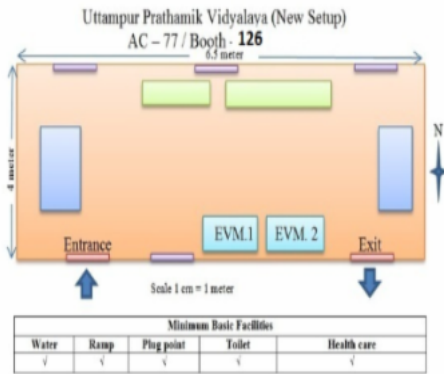 Uttampur Prathamik Vidyalaya (New Setup)
AC – 77 / Booth - 126
6.5 meter
4 meter
N
EVM.1 EVM. 2
Entrance Exit
Scale 1 cm = 1 meter
Minimum Basic Facilities
Water Ramp Plug point Toilet Health care
√ √ √ √ √